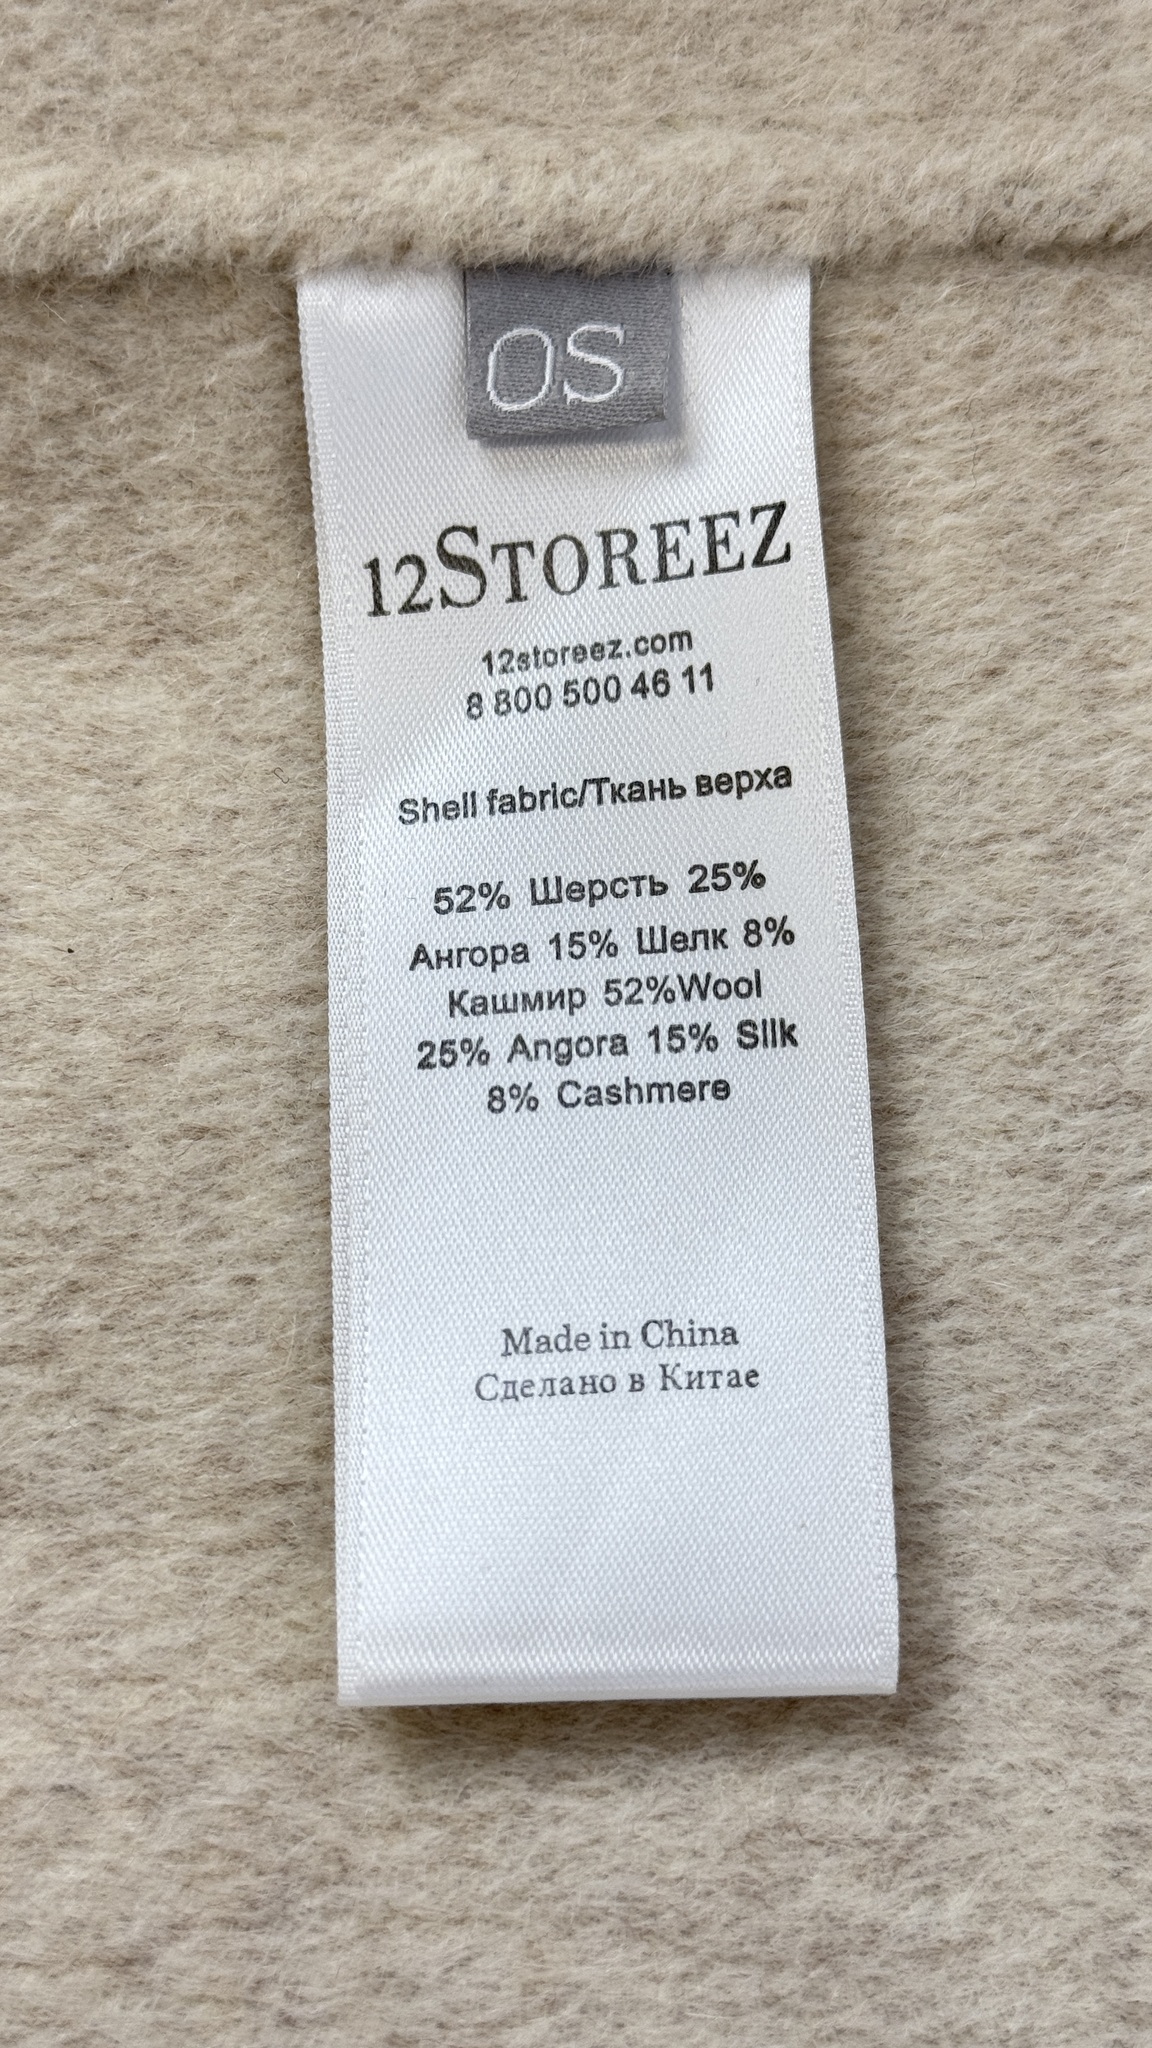 OS
12STOREEZ
12storeez.com
8 800 500 46 11
Shell fabric/Ткань верха
52% Шерсть 25%
Ангора 15% Шелк 8%
Кашмир 52%Wool
25% Angora 15% Silk
8% Cashmere
Made in China
Сделано в Китае